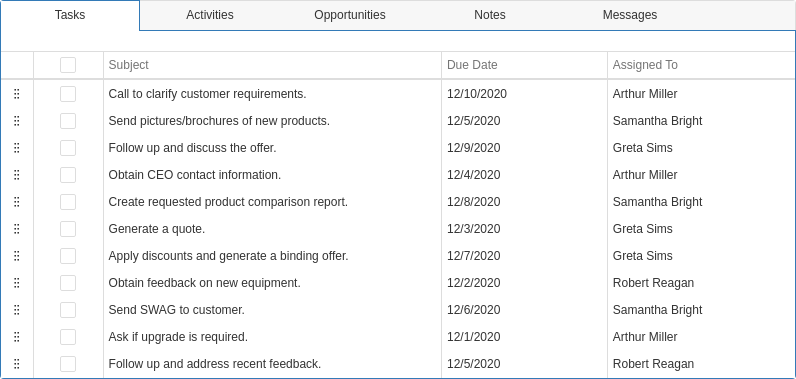 Tasks Activities Opportunities Notes Messages
Subject Due Date Assigned To
Call to clarify customer requirements. 12/10/2020 Arthur Miller
Send pictures/brochures of new products. 12/5/2020 Samantha Bright
Follow up and discuss the offer. 12/9/2020 Greta Sims
Obtain CEO contact information. 12/4/2020 Arthur Miller
Create requested product comparison report. 12/8/2020 Samantha Bright
Generate a quote. 12/3/2020 Greta Sims
Apply discounts and generate a binding offer. 12/7/2020 Greta Sims
Obtain feedback on new equipment. 12/2/2020 Robert Reagan
Send SWAG to customer. 12/6/2020 Samantha Bright
Ask if upgrade is required. 12/1/2020 Arthur Miller
Follow up and address recent feedback. 12/5/2020 Robert Reagan